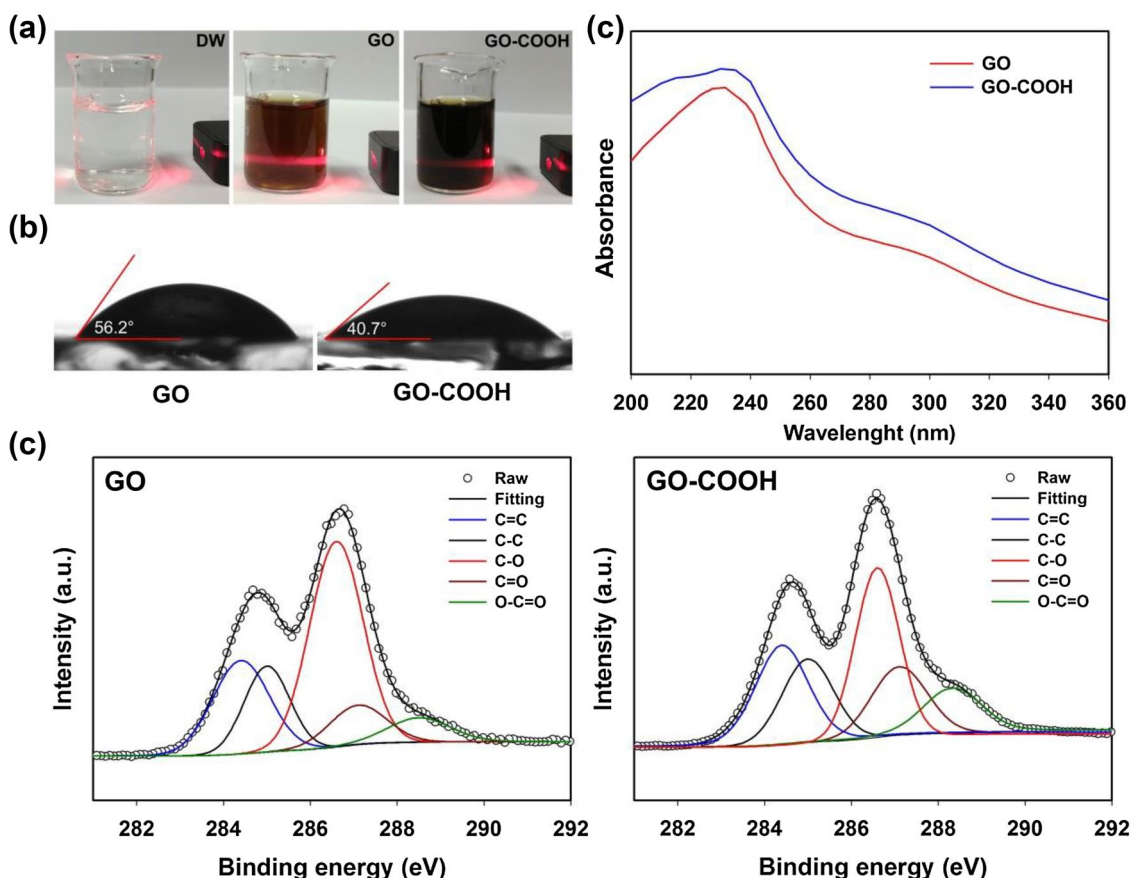 (a)
DW
GO
GO-COOH
(b)
56.2°
40.7°
GO
GO-COOH
(c)
GO
GO-COOH
Absorbance
200 220 240 260 280 300 320 340 360
Wavelenght (nm)
(c)
GO
Raw
Fitting
C=C
C-C
C-O
C=O
O-C=O
Intensity (a.u.)
282 284 286 288 290 292
Binding energy (eV)
GO-COOH
Raw
Fitting
C=C
C-C
C-O
C=O
O-C=O
Intensity (a.u.)
282 284 286 288 290 292
Binding energy (eV)